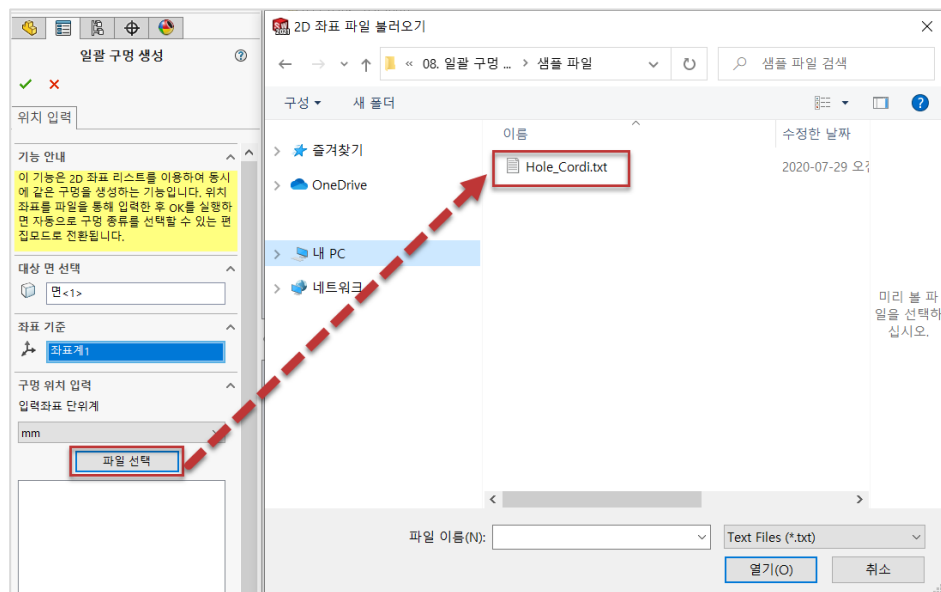 일괄 구멍 생성
위치 입력
기능 안내
이 기능은 2D 좌표 리스트를 이용하여 동시
에 같은 구멍을 생성하는 기능입니다. 위치
좌표를 파일을 통해 입력한 후 OK를 실행하
면 자동으로 구멍 종류를 선택할 수 있는 편
집모드로 전환됩니다.
대상 면 선택
면<1>
좌표 기준
좌표계1
구멍 위치 입력
입력좌표 단위계
mm
파일 선택
2D 좌표 파일 불러오기
« 08. 일괄 구멍 ... > 샘플 파일
샘플 파일 검색
구성 새 폴더
이름 수정한 날짜
즐겨찾기
Hole_Cordi.txt 2020-07-29
OneDrive
내 PC
네트워크
미리 볼 파
일을 선택하
십시오.
파일 이름(N):
Text Files (*.txt)
열기(O) 취소